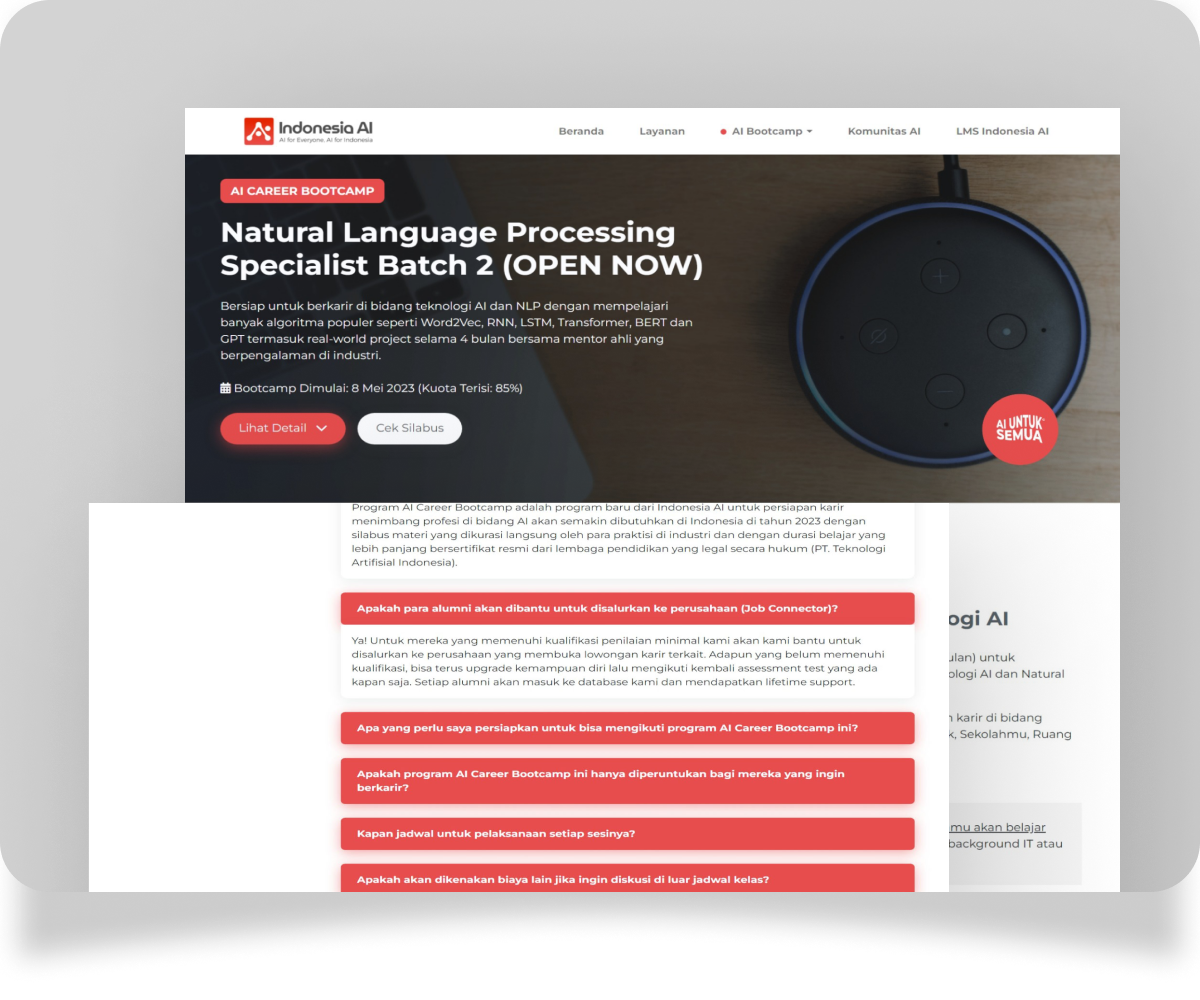 Indonesia AI
AI for Everyone, AI for Indonesia
Beranda
Layanan
AI Bootcamp
Komunitas AI
LMS Indonesia AI
AI CAREER BOOTCAMP
Natural Language Processing
Specialist Batch 2 (OPEN NOW)
Bersiap untuk berkarir di bidang teknologi AI dan NLP dengan mempelajari
banyak algoritma populer seperti Word2Vec, RNN, LSTM, Transformer, BERT dan
GPT termasuk real-world project selama 4 bulan bersama mentor ahli yang
berpengalaman di industri.
Bootcamp Dimulai: 8 Mei 2023 (Kuota Terisi: 85%)
Lihat Detail
Cek Silabus
AI UNTUK
SEMUA
Program AI Career Bootcamp adalah program baru dari Indonesia AI untuk persiapan karir
menimbang profesi di bidang AI akan semakin dibutuhkan di Indonesia di tahun 2023 dengan
silabus materi yang dikurasi langsung oleh para praktisi di industri dan dengan durasi belajar yang
lebih panjang bersertifikat resmi dari lembaga pendidikan yang legal secara hukum (PT. Teknologi
Artifisial Indonesia).
Apakah para alumni akan dibantu untuk disalurkan ke perusahaan (Job Connector)?
Ya! Untuk mereka yang memenuhi kualifikasi penilaian minimal kami akan kami bantu untuk
disalurkan ke perusahaan yang membuka lowongan karir terkait. Adapun yang belum memenuhi
kualifikasi, bisa terus upgrade kemampuan diri lalu mengikuti kembali assessment test yang ada
kapan saja. Setiap alumni akan masuk ke database kami dan mendapatkan lifetime support.
Apa yang perlu saya persiapkan untuk bisa mengikuti program AI Career Bootcamp ini?
Apakah program AI Career Bootcamp ini hanya diperuntukan bagi mereka yang ingin
berkarir?
Kapan jadwal untuk pelaksanaan setiap sesinya?
Apakah akan dikenakan biaya lain jika ingin diskusi di luar jadwal kelas?
ogi AI
ulan) untuk
ologi AI dan Natural
karir di bidang
, Sekolahmu, Ruang
mu akan belajar
background IT atau